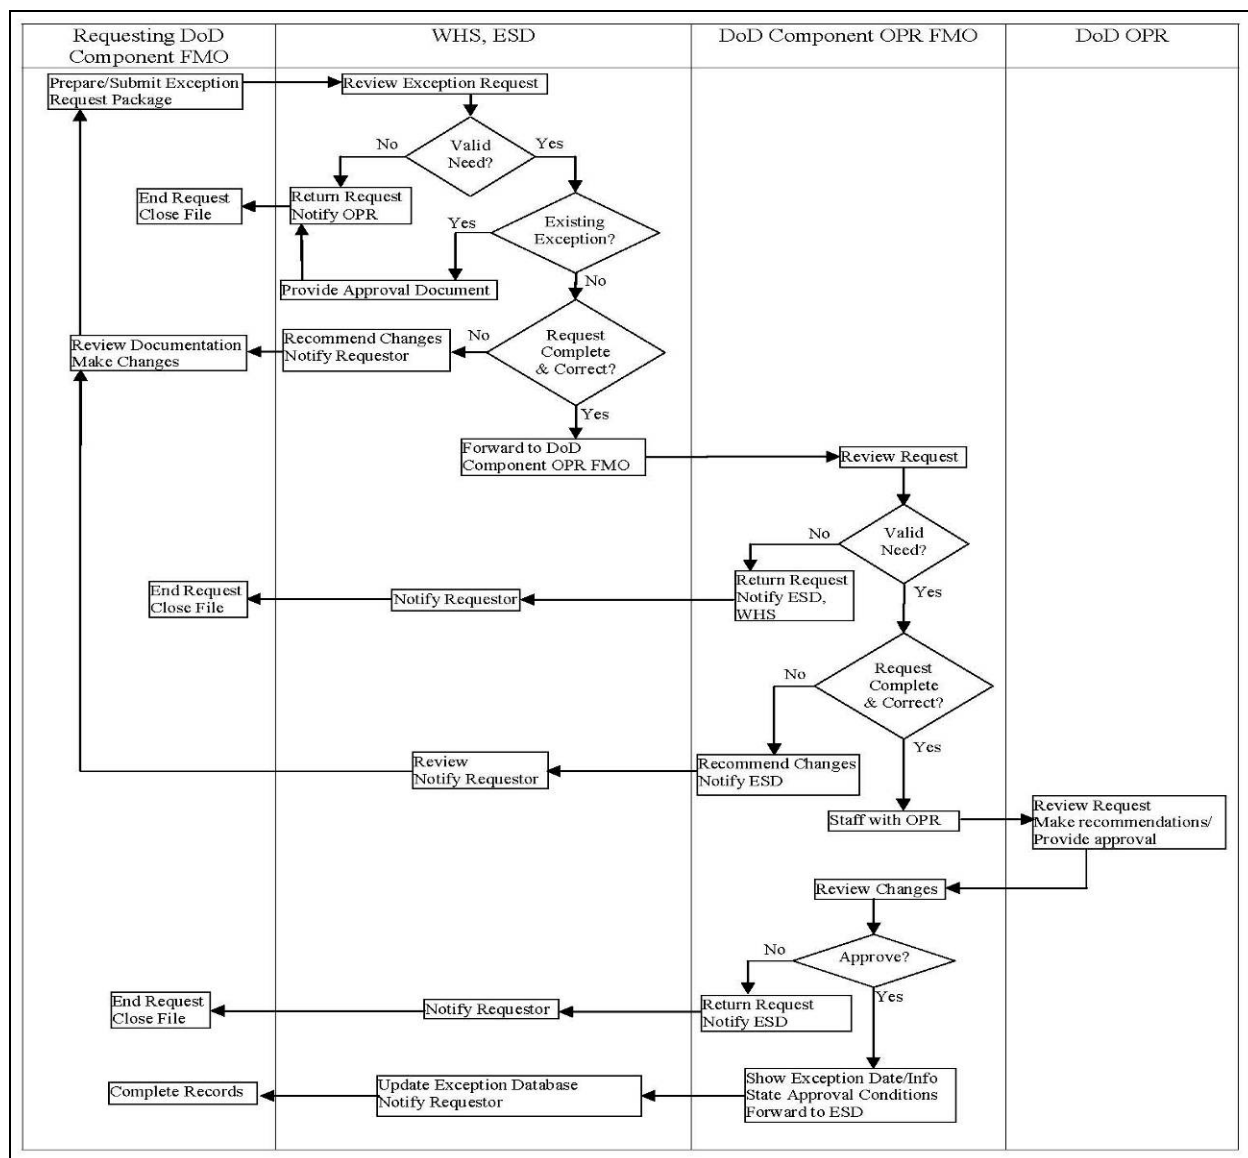 Requesting DoD
Component FMO
WHS, ESD
DoD Component OPR FMO
DoD OPR
Prepare/Submit Exception
Request Package
Review Exception Request
Valid
Need?
No
Yes
End Request
Close File
Return Request
Notify OPR
Existing
Exception?
Yes
No
Provide Approval Document
Review Documentation
Make Changes
Recommend Changes
Notify Requestor
No
Request
Complete
& Correct?
Yes
Forward to DoD
Component OPR FMO
Review Request
Valid
Need?
No
Yes
End Request
Close File
Notify Requestor
Return Request
Notify ESD,
WHS
Request
Complete
& Correct?
No
Yes
Review
Notify Requestor
Recommend Changes
Notify ESD
Staff with OPR
Review Request
Make recommendations/
Provide approval
Review Changes
Approve?
No
Yes
End Request
Close File
Notify Requestor
Return Request
Notify ESD
Complete Records
Update Exception Database
Notify Requestor
Show Exception Date/Info
State Approval Conditions
Forward to ESD